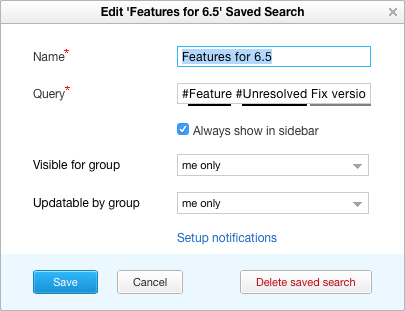 Edit 'Features for 6.5' Saved Search
Name*
Features for 6.5
Query*
#Feature #Unresolved Fix versio
Always show in sidebar
Visible for group
me only
Updatable by group
me only
Setup notifications
Save
Cancel
Delete saved search